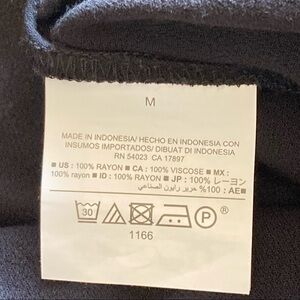 M
MADE IN INDONESIA/ HECHO EN INDONESIA CON
INSUMOS IMPORTADOS/ DIBUAT DI INDONESIA
RN 54023 CA 17897
■ US : 100% RAYON ■ CA : 100% VISCOSE ■ MX :
100% rayon ■ ID : 100% RAYON ■ JP : 100% レーヨン
■ AE : 100% حرير رايون الصناعي
30 P ®
1166